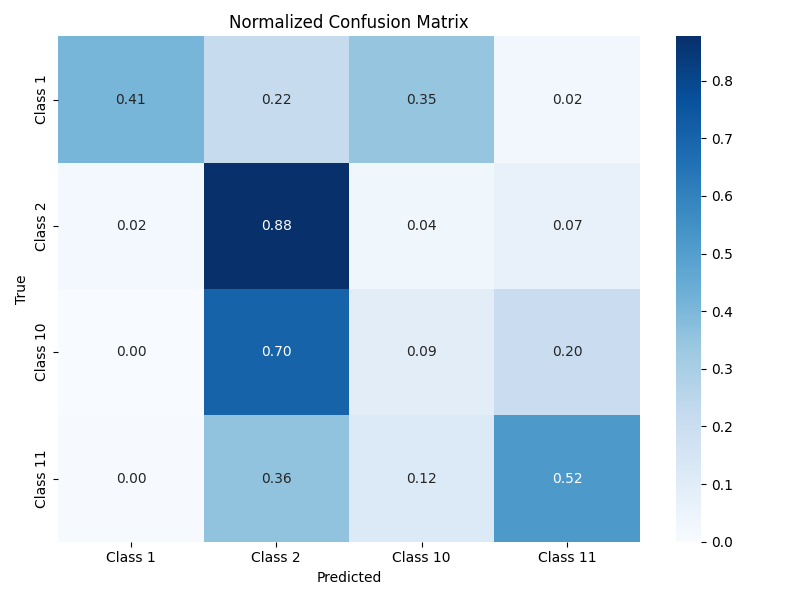 Normalized Confusion Matrix
Class 1 0.41 0.22 0.35 0.02
Class 2 0.02 0.88 0.04 0.07
Class 10 0.00 0.70 0.09 0.20
Class 11 0.00 0.36 0.12 0.52
True
Class 1 Class 2 Class 10 Class 11
Predicted
0.8
0.7
0.6
0.5
0.4
0.3
0.2
0.1
0.0